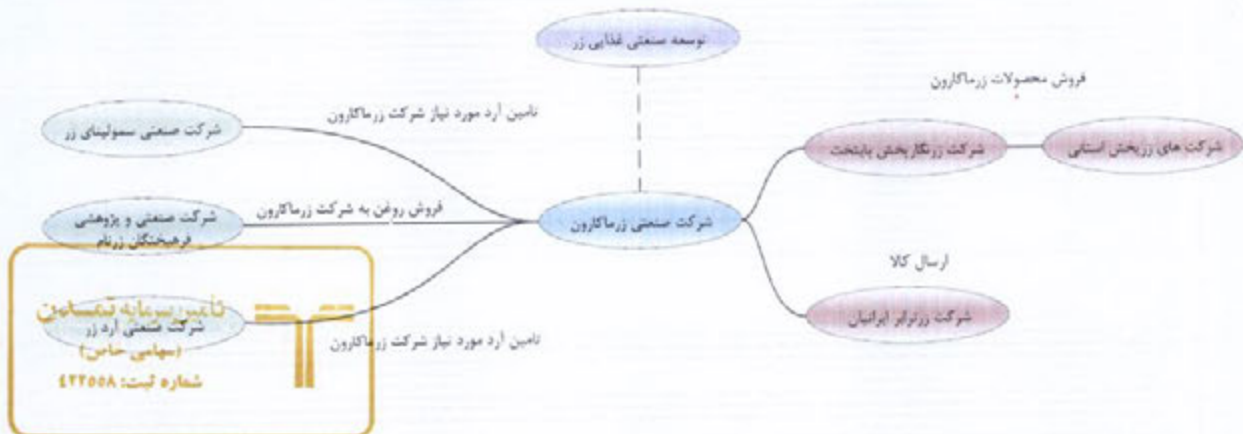 توسعه صنعتی غذایی زر
فروش محصولات زرماکارون
تامین آرد مورد نیاز شرکت زرماکارون
شرکت صنعتی سمولینای زر
شرکت زرنگارپخش پایتخت
شرکت های زرپخش استانی
شرکت صنعتی و پژوهشی
فرهیختگان زرنام
فروش روغن به شرکت زرماکارون
شرکت صنعتی زرماکارون
ارسال کالا
شرکت زرترابر ایرانیان
تأمین سرمایه تمدن
شرکت صنعتی آرد زر
(سهامی خاص)
شماره ثبت: ۴۲۲۵۵۸
تامین آرد مورد نیاز شرکت زرماکارون